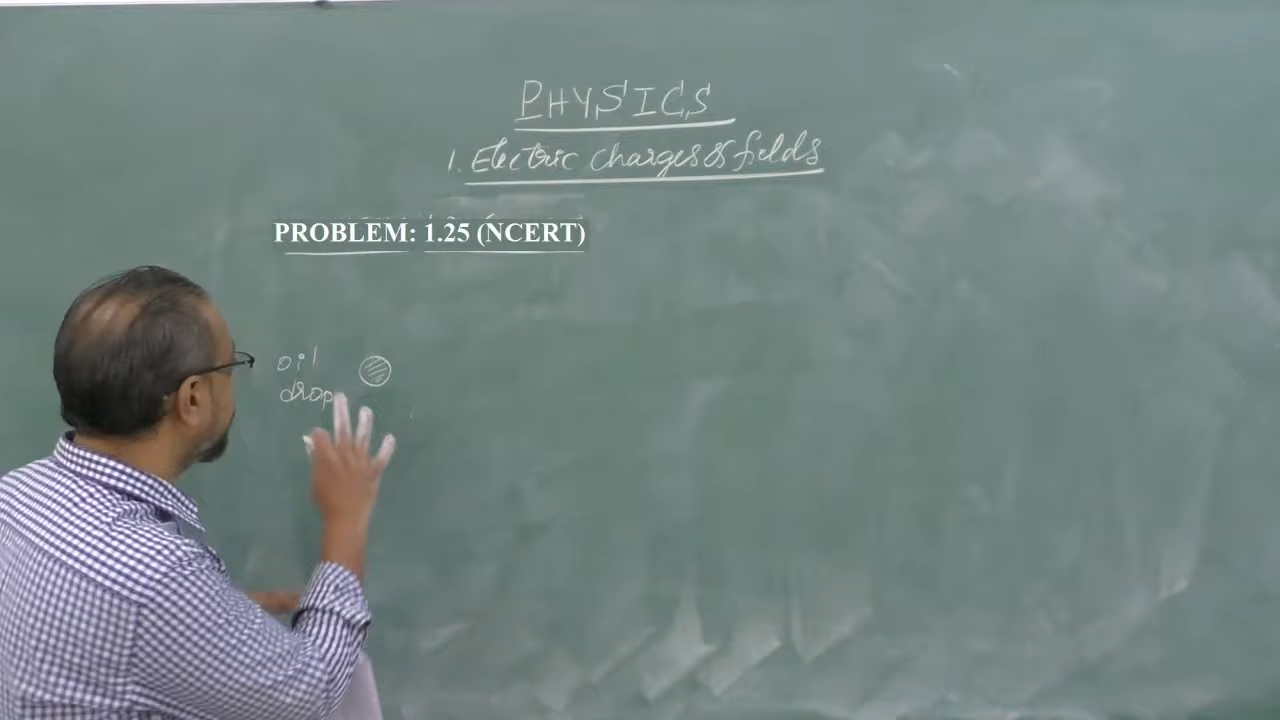 PHYSICS
1. Electric charges & fields
PROBLEM: 1.25 (NCERT)
oil
drop